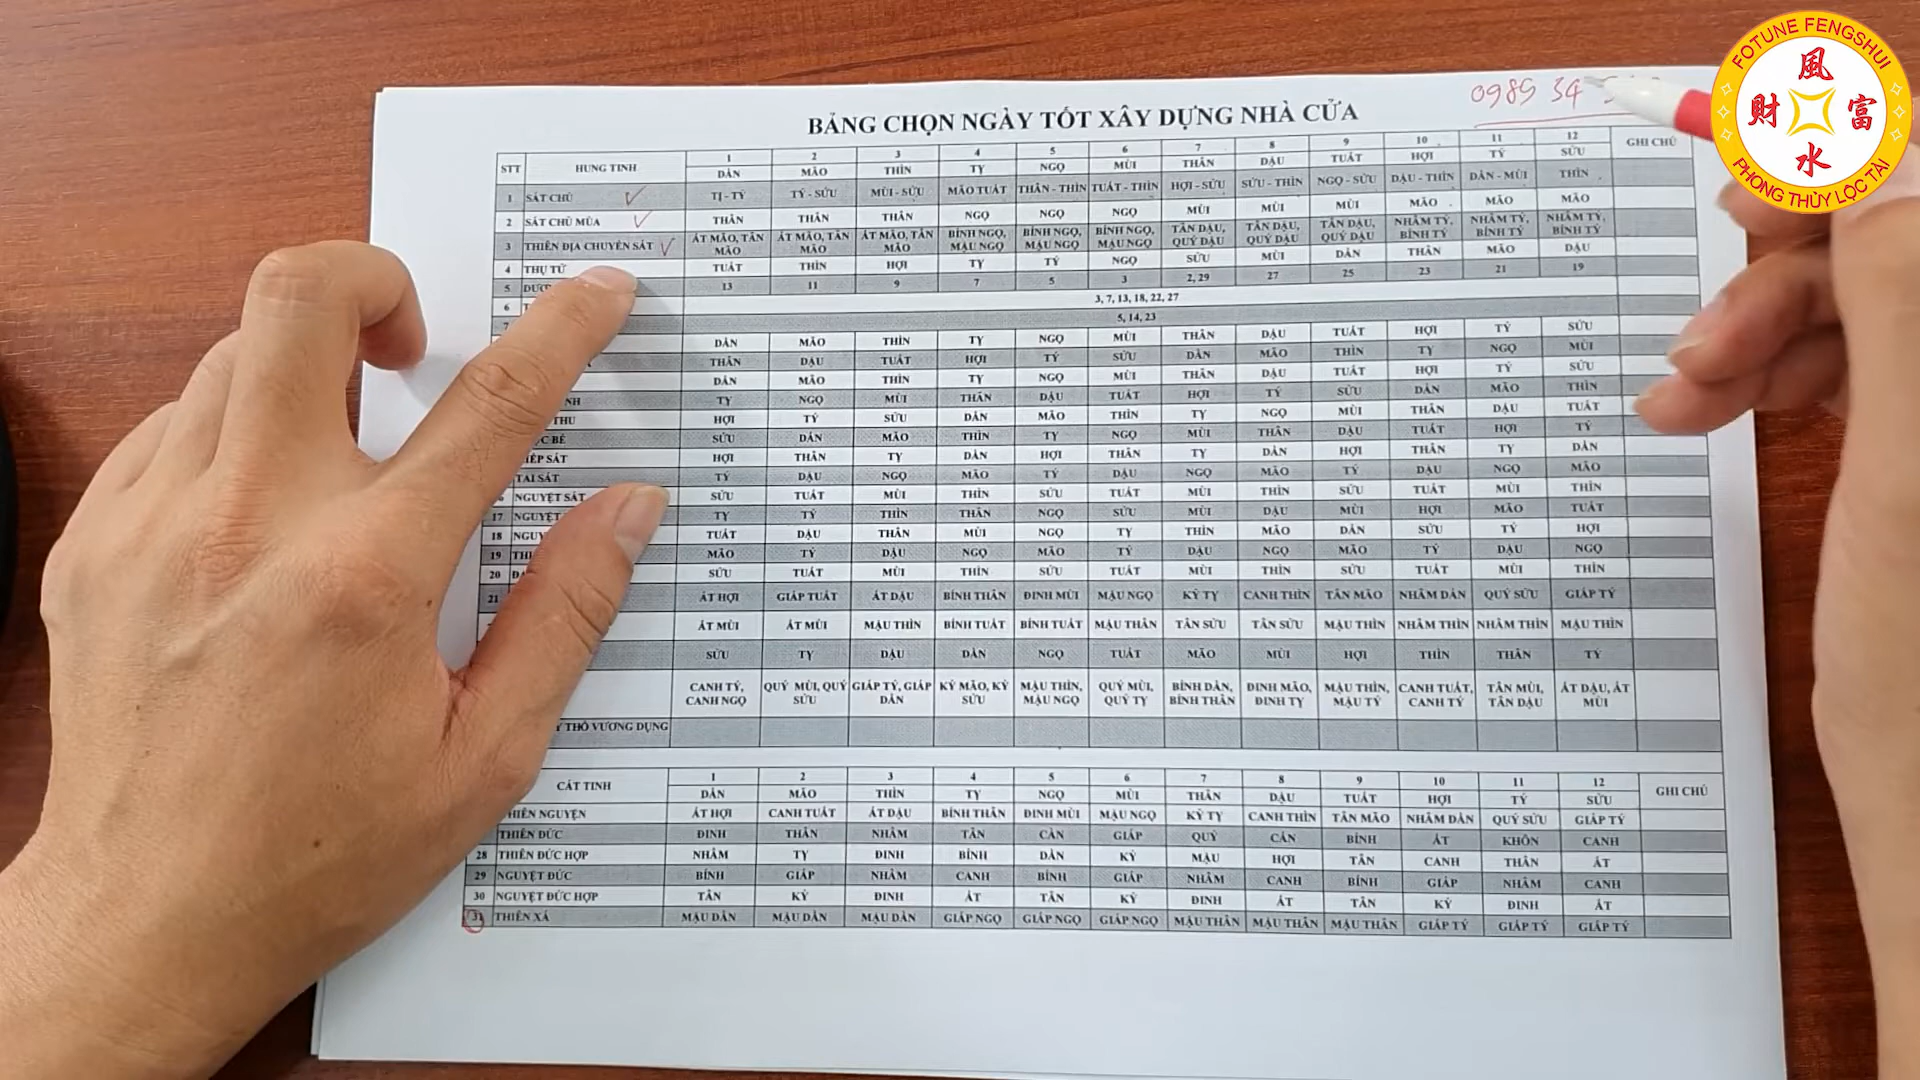 FOTUNE FENGSHUI
風
財 富
水
PHONG THỦY LỘC TÀI
0989 34
BẢNG CHỌN NGÀY TỐT XÂY DỰNG NHÀ CỬA
STT HUNG TINH 1 2 3 4 5 6 7 8 9 10 11 12 GHI CHÚ
DẦN MÃO THÌN TỴ NGỌ MÙI THÂN DẬU TUẤT HỢI TÝ SỬU
1 SÁT CHỦ TỊ - TÝ TÝ - SỬU MÙI - SỬU MÃO TUẤT THÂN - THÌN TUẤT - THÌN HỢI - SỬU SỬU - THÌN NGỌ - SỬU DẬU - THÌN DẦN - MÙI THÌN
2 SÁT CHỦ MÙA THÂN THÂN THÂN NGỌ NGỌ NGỌ MÙI MÙI MÙI MÃO MÃO MÃO
3 THIÊN ĐỊA CHUYỂN SÁT ẤT MÃO, TÂN MÃO ẤT MÃO, TÂN MÃO ẤT MÃO, TÂN MÃO BÍNH NGỌ, MẬU NGỌ BÍNH NGỌ, MẬU NGỌ BÍNH NGỌ, MẬU NGỌ TÂN DẬU, QUÝ DẬU TÂN DẬU, QUÝ DẬU TÂN DẬU, QUÝ DẬU NHÂM TÝ, BÍNH TÝ NHÂM TÝ, BÍNH TÝ NHÂM TÝ, BÍNH TÝ
4 THỤ TỬ TUẤT THÌN HỢI TỴ TÝ NGỌ SỬU MÙI DẦN THÂN MÃO DẬU
5 13 11 9 7 5 3 2, 29 27 25 23 21 19
6 3, 7, 13, 18, 22, 27
7 5, 14, 23
DẦN MÃO THÌN TỴ NGỌ MÙI THÂN DẬU TUẤT HỢI TÝ SỬU
THÂN DẬU TUẤT HỢI TÝ SỬU DẦN MÃO THÌN TỴ NGỌ MÙI
DẦN MÃO THÌN TỴ NGỌ MÙI THÂN DẬU TUẤT HỢI TÝ SỬU
NH TỴ NGỌ MÙI THÂN DẬU TUẤT HỢI TÝ SỬU DẦN MÃO THÌN
THU HỢI TÝ SỬU DẦN MÃO THÌN TỴ NGỌ MÙI THÂN DẬU TUẤT
BẾ SỬU DẦN MÃO THÌN TỴ NGỌ MÙI THÂN DẬU TUẤT HỢI TÝ
IẾP SÁT HỢI THÂN TỴ DẦN HỢI THÂN TỴ DẦN HỢI THÂN TỴ DẦN
TAI SÁT TÝ DẬU NGỌ MÃO TÝ DẬU NGỌ MÃO TÝ DẬU NGỌ MÃO
NGUYỆT SÁT SỬU TUẤT MÙI THÌN SỬU TUẤT MÙI THÌN SỬU TUẤT MÙI THÌN
17 NGUYỆT TỴ TÝ THÌN THÂN NGỌ SỬU MÙI DẬU MÙI HỢI MÃO TUẤT
18 NGUY TUẤT DẬU THÂN MÙI NGỌ TỴ THÌN MÃO DẦN SỬU TÝ HỢI
19 THI MÃO TÝ DẬU NGỌ MÃO TÝ DẬU NGỌ MÃO TÝ DẬU NGỌ
20 SỬU TUẤT MÙI THÌN SỬU TUẤT MÙI THÌN SỬU TUẤT MÙI THÌN
21 ẤT HỢI GIÁP TUẤT ẤT DẬU BÍNH THÂN ĐINH MÙI MẬU NGỌ KỶ TỴ CANH THÌN TÂN MÃO NHÂM DẦN QUÝ SỬU GIÁP TÝ
ẤT MÙI ẤT MÙI MẬU THÌN BÍNH TUẤT BÍNH TUẤT MẬU THÂN TÂN SỬU TÂN SỬU MẬU THÌN NHÂM THÌN NHÂM THÌN MẬU THÌN
SỬU TỴ DẬU DẦN NGỌ TUẤT MÃO MÙI HỢI THÌN THÂN TÝ
CANH TÝ, CANH NGỌ QUÝ MÙI, QUÝ SỬU GIÁP TÝ, GIÁP DẦN KỶ MÃO, KỶ SỬU MẬU THÌN, MẬU NGỌ QUÝ MÙI, QUÝ TỴ BÍNH DẦN, BÍNH THÂN ĐINH MÃO, ĐINH TỴ MẬU THÌN, MẬU TÝ CANH TUẤT, CANH TÝ TÂN MÙI, TÂN DẬU ẤT DẬU, ẤT MÙI
THỔ VƯƠNG DỤNG
CÁT TINH 1 2 3 4 5 6 7 8 9 10 11 12 GHI CHÚ
DẦN MÃO THÌN TỴ NGỌ MÙI THÂN DẬU TUẤT HỢI TÝ SỬU
HIÊN NGUYỆN ẤT HỢI CANH TUẤT ẤT DẬU BÍNH THÂN ĐINH MÙI MẬU NGỌ KỶ TỴ CANH THÌN TÂN MÃO NHÂM DẦN QUÝ SỬU GIÁP TÝ
THIÊN ĐỨC ĐINH THÂN NHÂM TÂN CÀN GIÁP QUÝ CẤN BÍNH ẤT KHÔN CANH
28 THIÊN ĐỨC HỢP NHÂM TỴ ĐINH BÍNH DẦN KỶ MẬU HỢI TÂN CANH THÂN ẤT
29 NGUYỆT ĐỨC BÍNH GIÁP NHÂM CANH BÍNH GIÁP NHÂM CANH BÍNH GIÁP NHÂM CANH
30 NGUYỆT ĐỨC HỢP TÂN KỶ ĐINH ẤT TÂN KỶ ĐINH ẤT TÂN KỶ ĐINH ẤT
31 THIÊN XÁ MẬU DẦN MẬU DẦN MẬU DẦN GIÁP NGỌ GIÁP NGỌ GIÁP NGỌ MẬU THÂN MẬU THÂN MẬU THÂN GIÁP TÝ GIÁP TÝ GIÁP TÝ